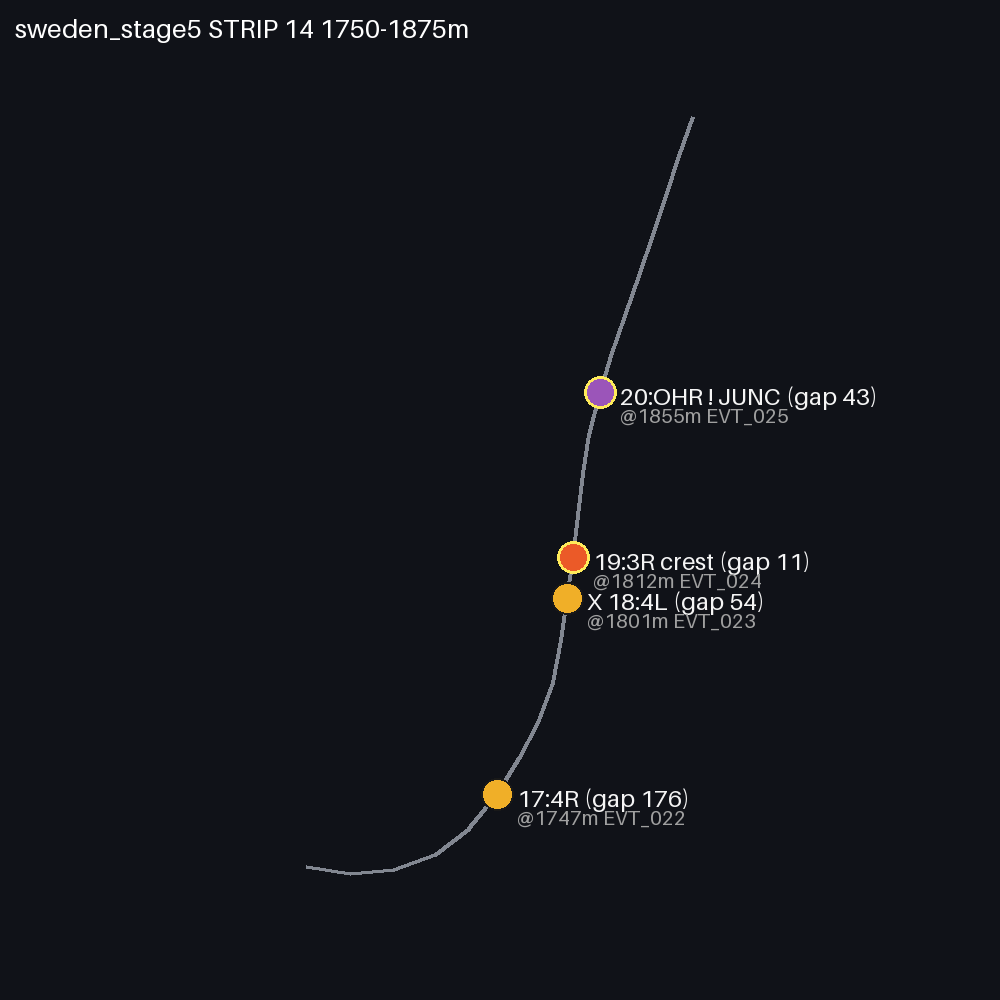 sweden_stage5 STRIP 14 1750-1875m
20:OHR ! JUNC (gap 43)
@1855m EVT_025
19:3R crest (gap 11)
@1812m EVT_024
X 18:4L (gap 54)
@1801m EVT_023
17:4R (gap 176)
@1747m EVT_022